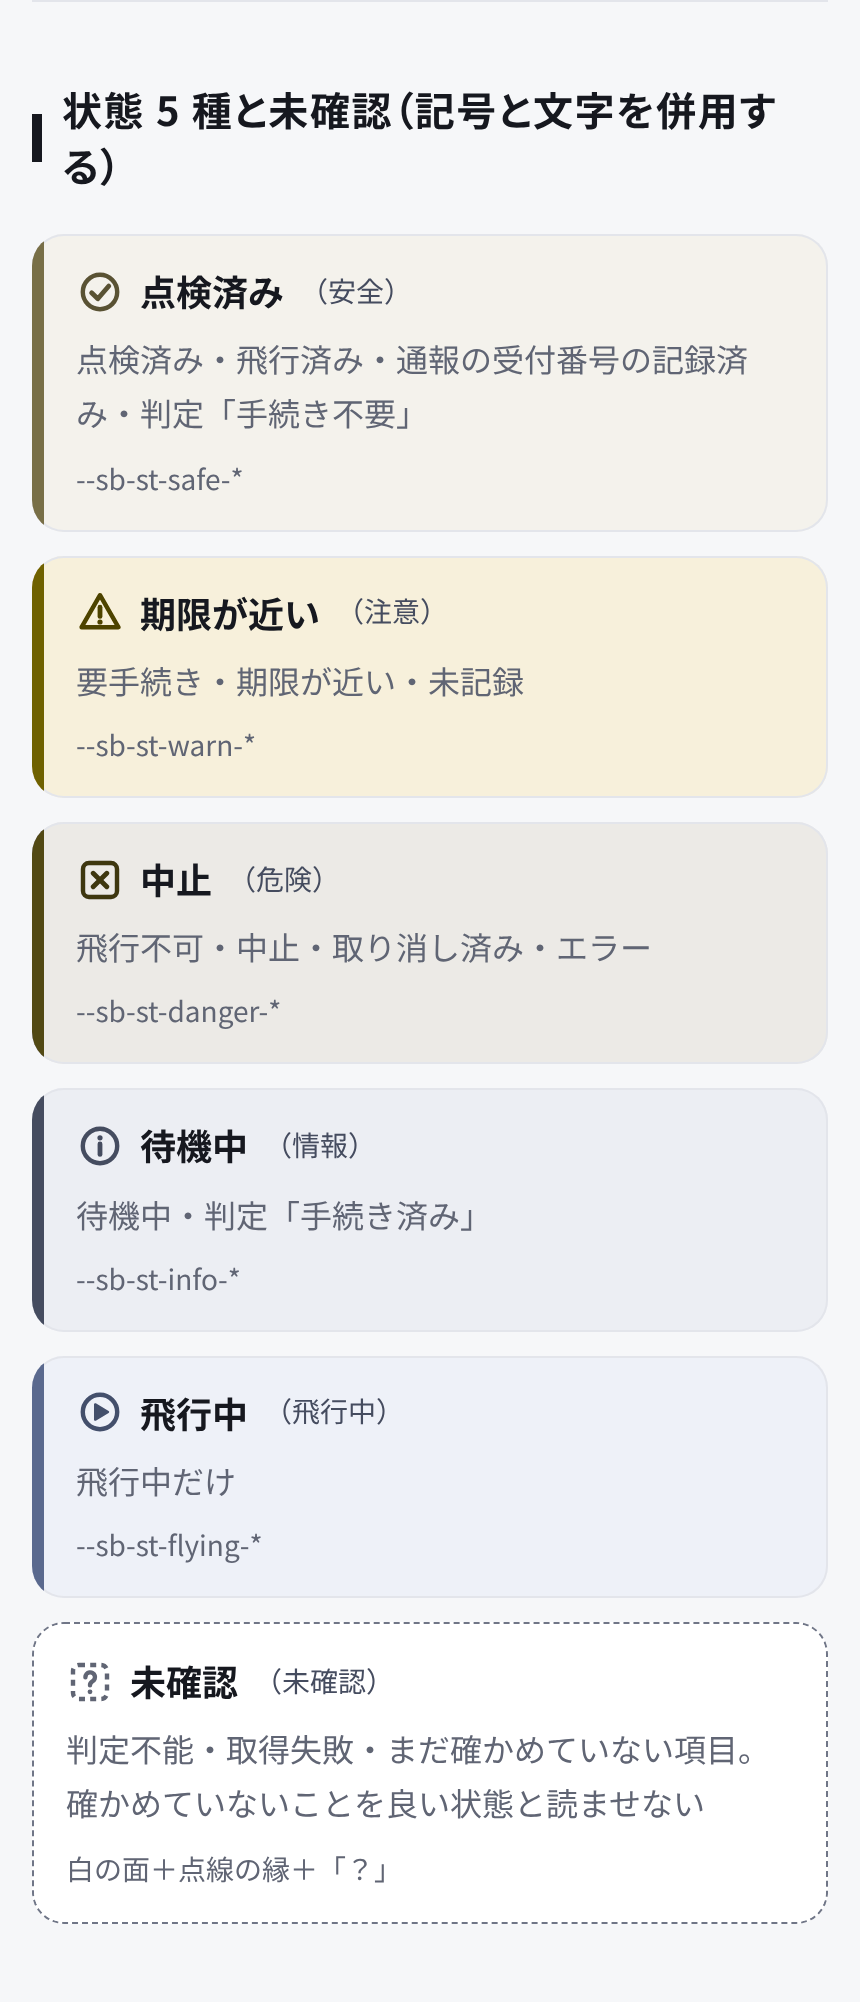 状態 5 種と未確認（記号と文字を併用す
る）
点検済み （安全）
点検済み・飛行済み・通報の受付番号の記録済
み・判定「手続き不要」
--sb-st-safe-*
期限が近い （注意）
要手続き・期限が近い・未記録
--sb-st-warn-*
中止 （危険）
飛行不可・中止・取り消し済み・エラー
--sb-st-danger-*
待機中 （情報）
待機中・判定「手続き済み」
--sb-st-info-*
飛行中 （飛行中）
飛行中だけ
--sb-st-flying-*
未確認 （未確認）
判定不能・取得失敗・まだ確かめていない項目。
確かめていないことを良い状態と読ませない
白の面＋点線の縁＋「？」